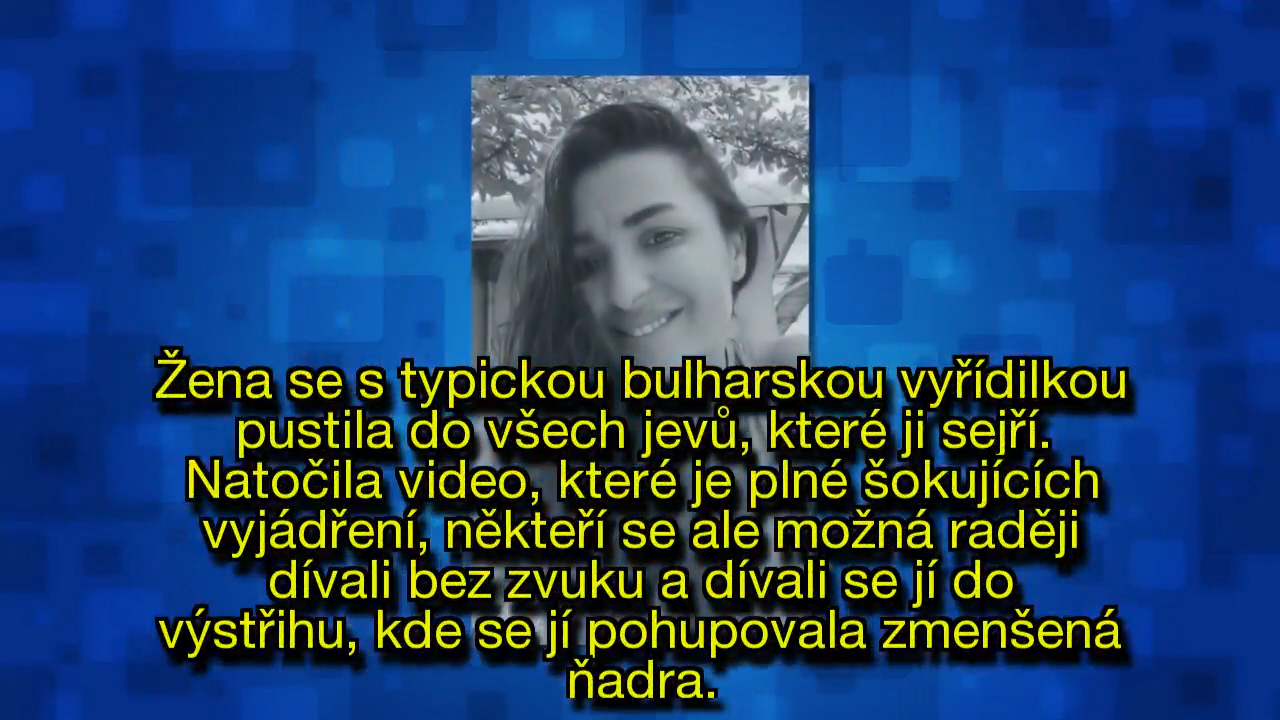 Žena se s typickou bulharskou vyřídilkou
pustila do všech jevů, které ji sejří.
Natočila video, které je plné šokujících
vyjádření, někteří se ale možná raději
dívali bez zvuku a dívali se jí do
výstřihu, kde se jí pohupovala zmenšená
ňadra.